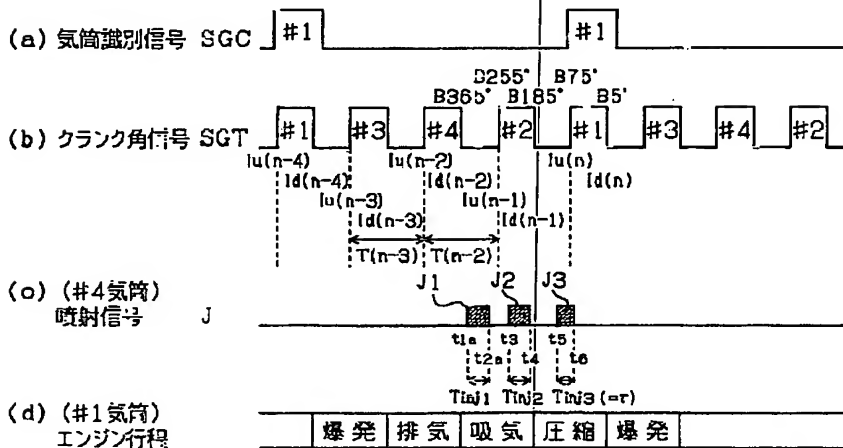 (a) 気筒識別信号 SGC #1 #1
B255° B75°
B365° B185° B5°
(b) クランク角信号 SGT #1 #3 #4 #2 #1 #3 #4 #2
Iu(n-4) Iu(n-2) Iu(n)
Id(n-4) Id(n-2) Id(n)
Iu(n-3) Iu(n-1)
Id(n-3) Id(n-1)
T(n-3) T(n-2)
(c) (#4気筒) J1 J2 J3
噴射信号 J
t1a t3 t5
t2a t4 t6
Tinj1 Tinj2 Tinj3(=r)
(d) (#1気筒)
エンジン行程 爆発 排気 吸気 圧縮 爆発